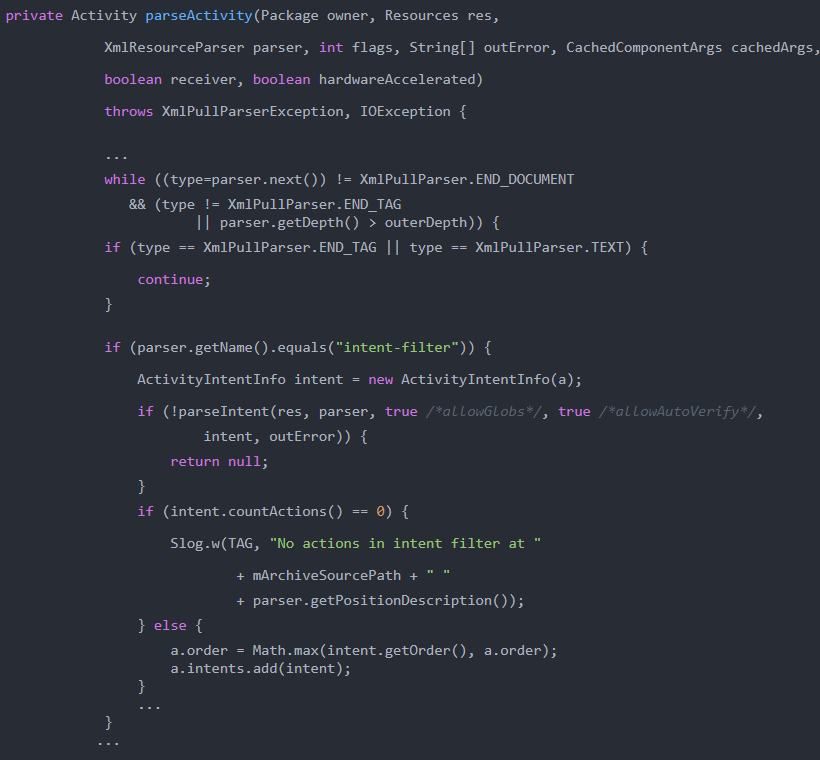 private Activity parseActivity(Package owner, Resources res,
XmlResourceParser parser, int flags, String[] outError, CachedComponentArgs cachedArgs,
boolean receiver, boolean hardwareAccelerated)
throws XmlPullParserException, IOException {
...
while ((type=parser.next()) != XmlPullParser.END_DOCUMENT
&& (type != XmlPullParser.END_TAG
|| parser.getDepth() > outerDepth)) {
if (type == XmlPullParser.END_TAG || type == XmlPullParser.TEXT) {
continue;
}
if (parser.getName().equals("intent-filter")) {
ActivityIntentInfo intent = new ActivityIntentInfo(a);
if (!parseIntent(res, parser, true /*allowGlobs*/, true /*allowAutoVerify*/,
intent, outError)) {
return null;
}
if (intent.countActions() == 0) {
Slog.w(TAG, "No actions in intent filter at "
+ mArchiveSourcePath + " "
+ parser.getPositionDescription());
} else {
a.order = Math.max(intent.getOrder(), a.order);
a.intents.add(intent);
}
...
}
...